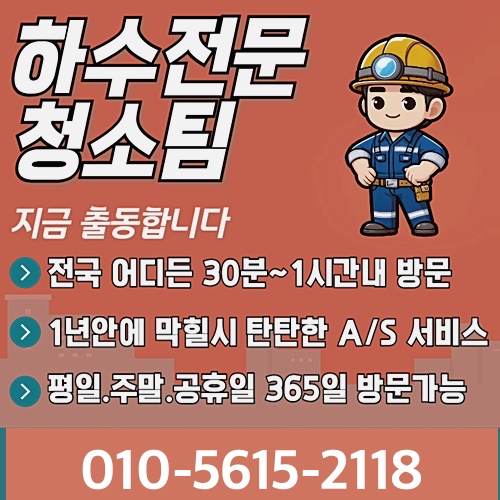 하수전문
청소팀
지금 출동합니다
전국 어디든 30분~1시간내 방문
1년안에 막힐시 탄탄한 A/S 서비스
평일.주말.공휴일 365일 방문가능
010-5615-2118